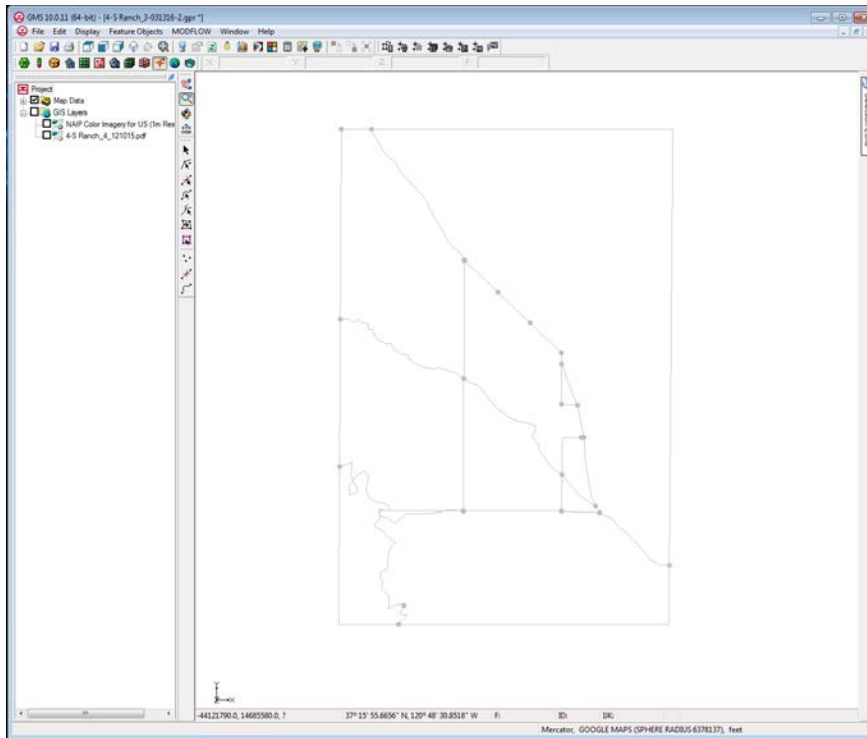 GMS 10.0.11 (64-bit) - [4-S Ranch_3-031316-2.gpr *]
File Edit Display Feature Objects MODFLOW Window Help
X: Y: Z: F:
Project
Map Data
GIS Layers
NAIP Color Imagery for US (1m Res
4-S Ranch_4_121015.pdf
Y
X
-44121790.0, 14685580.0, ? 37° 15' 55.6656" N, 120° 48' 30.8518" W F: ID:
Mercator, GOOGLE MAPS (SPHERE RADIUS 6378137), feet